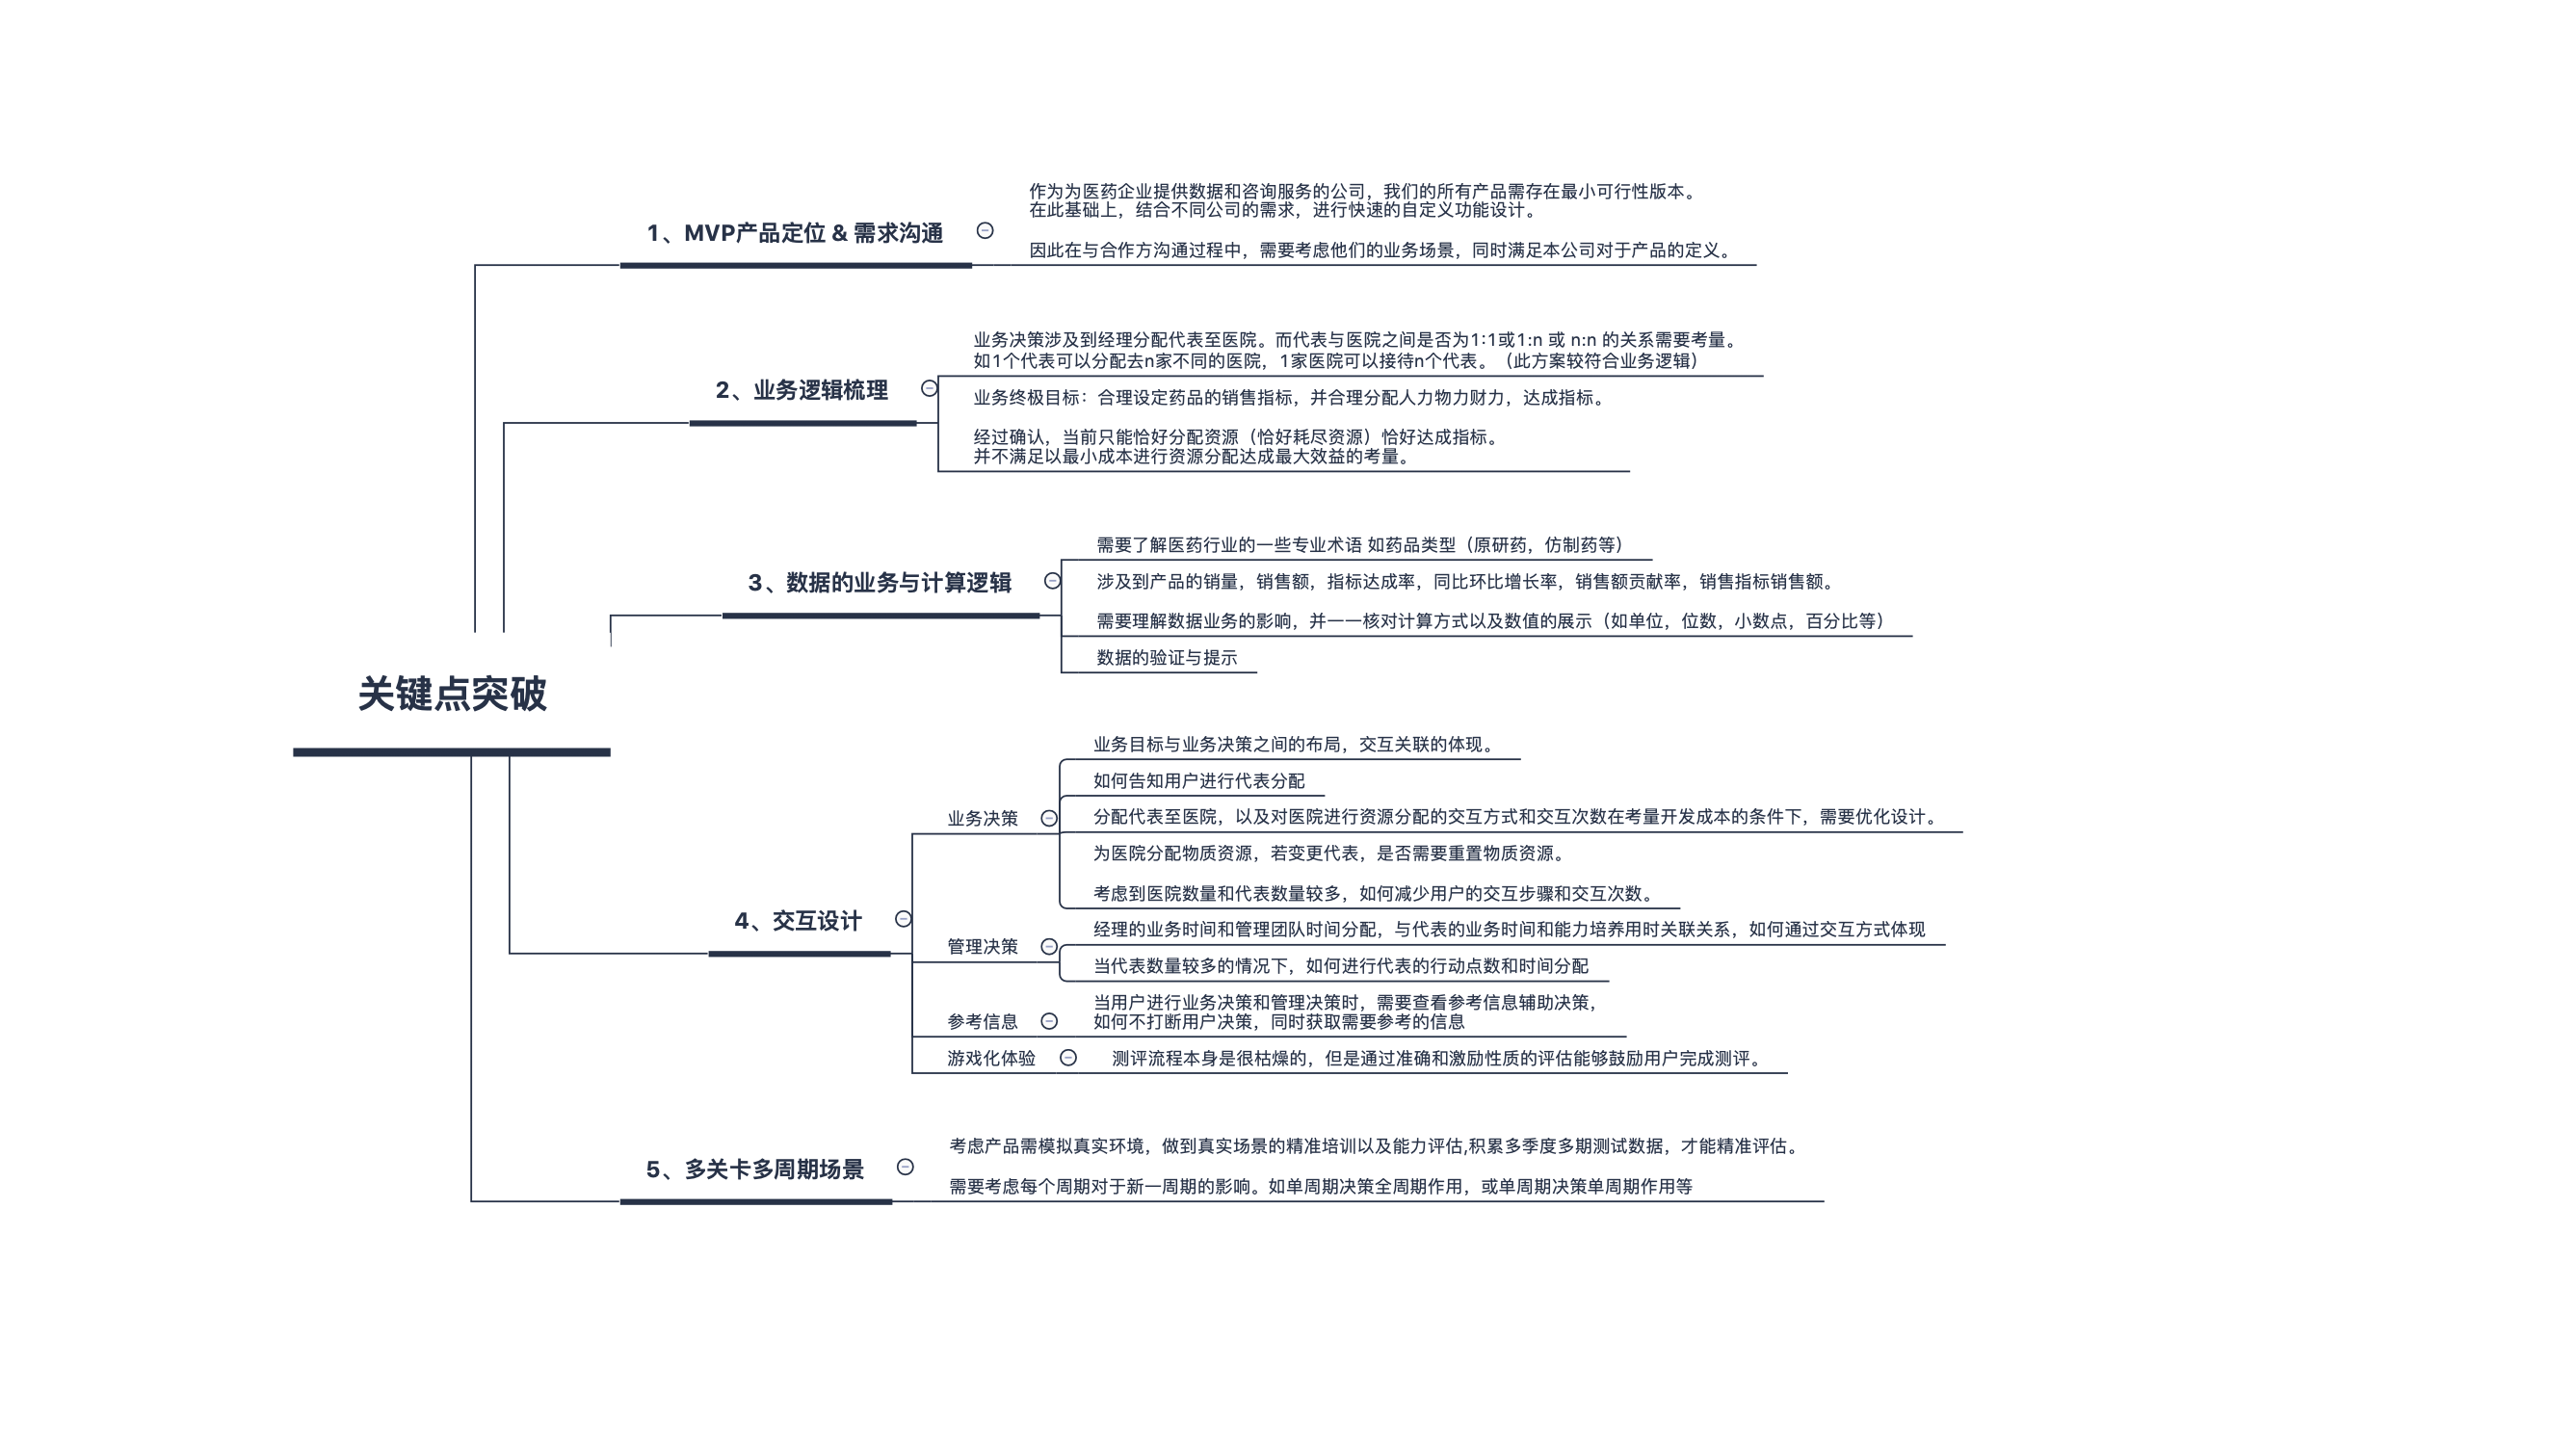 关键点突破
1、MVP产品定位 & 需求沟通
作为为医药企业提供数据和咨询服务的公司，我们的所有产品需存在最小可行性版本。
在此基础上，结合不同公司的需求，进行快速的自定义功能设计。
因此在与合作方沟通过程中，需要考虑他们的业务场景，同时满足本公司对于产品的定义。
2、业务逻辑梳理
业务决策涉及到经理分配代表至医院。而代表与医院之间是否为1:1或1:n 或 n:n 的关系需要考量。
如1个代表可以分配去n家不同的医院，1家医院可以接待n个代表。（此方案较符合业务逻辑）
业务终极目标：合理设定药品的销售指标，并合理分配人力物力财力，达成指标。
经过确认，当前只能恰好分配资源（恰好耗尽资源）恰好达成指标。
并不满足以最小成本进行资源分配达成最大效益的考量。
3、数据的业务与计算逻辑
需要了解医药行业的一些专业术语 如药品类型（原研药，仿制药等）
涉及到产品的销量，销售额，指标达成率，同比环比增长率，销售额贡献率，销售指标销售额。
需要理解数据业务的影响，并一一核对计算方式以及数值的展示（如单位，位数，小数点，百分比等）
数据的验证与提示
4、交互设计
业务决策
业务目标与业务决策之间的布局，交互关联的体现。
如何告知用户进行代表分配
分配代表至医院，以及对医院进行资源分配的交互方式和交互次数在考量开发成本的条件下，需要优化设计。
为医院分配物质资源，若变更代表，是否需要重置物质资源。
考虑到医院数量和代表数量较多，如何减少用户的交互步骤和交互次数。
管理决策
经理的业务时间和管理团队时间分配，与代表的业务时间和能力培养用时关联关系，如何通过交互方式体现
当代表数量较多的情况下，如何进行代表的行动点数和时间分配
参考信息
当用户进行业务决策和管理决策时，需要查看参考信息辅助决策，
如何不打断用户决策，同时获取需要参考的信息
游戏化体验
测评流程本身是很枯燥的，但是通过准确和激励性质的评估能够鼓励用户完成测评。
5、多关卡多周期场景
考虑产品需模拟真实环境，做到真实场景的精准培训以及能力评估,积累多季度多期测试数据，才能精准评估。
需要考虑每个周期对于新一周期的影响。如单周期决策全周期作用，或单周期决策单周期作用等